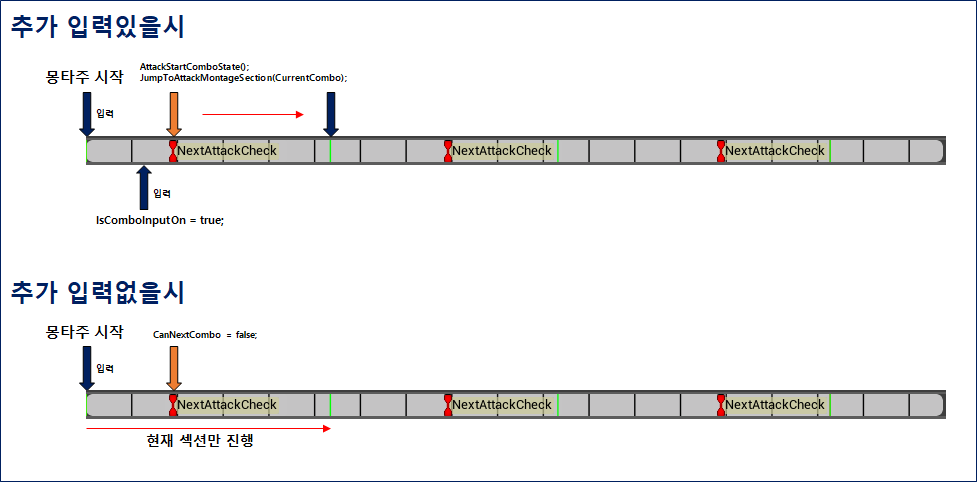 추가 입력있을시
몽타주 시작
AttackStartComboState();
JumpToAttackMontageSection(CurrentCombo);
입력
NextAttackCheck
NextAttackCheck
NextAttackCheck
입력
IsComboInputOn = true;
추가 입력없을시
몽타주 시작
CanNextCombo = false;
입력
NextAttackCheck
NextAttackCheck
NextAttackCheck
현재 섹션만 진행